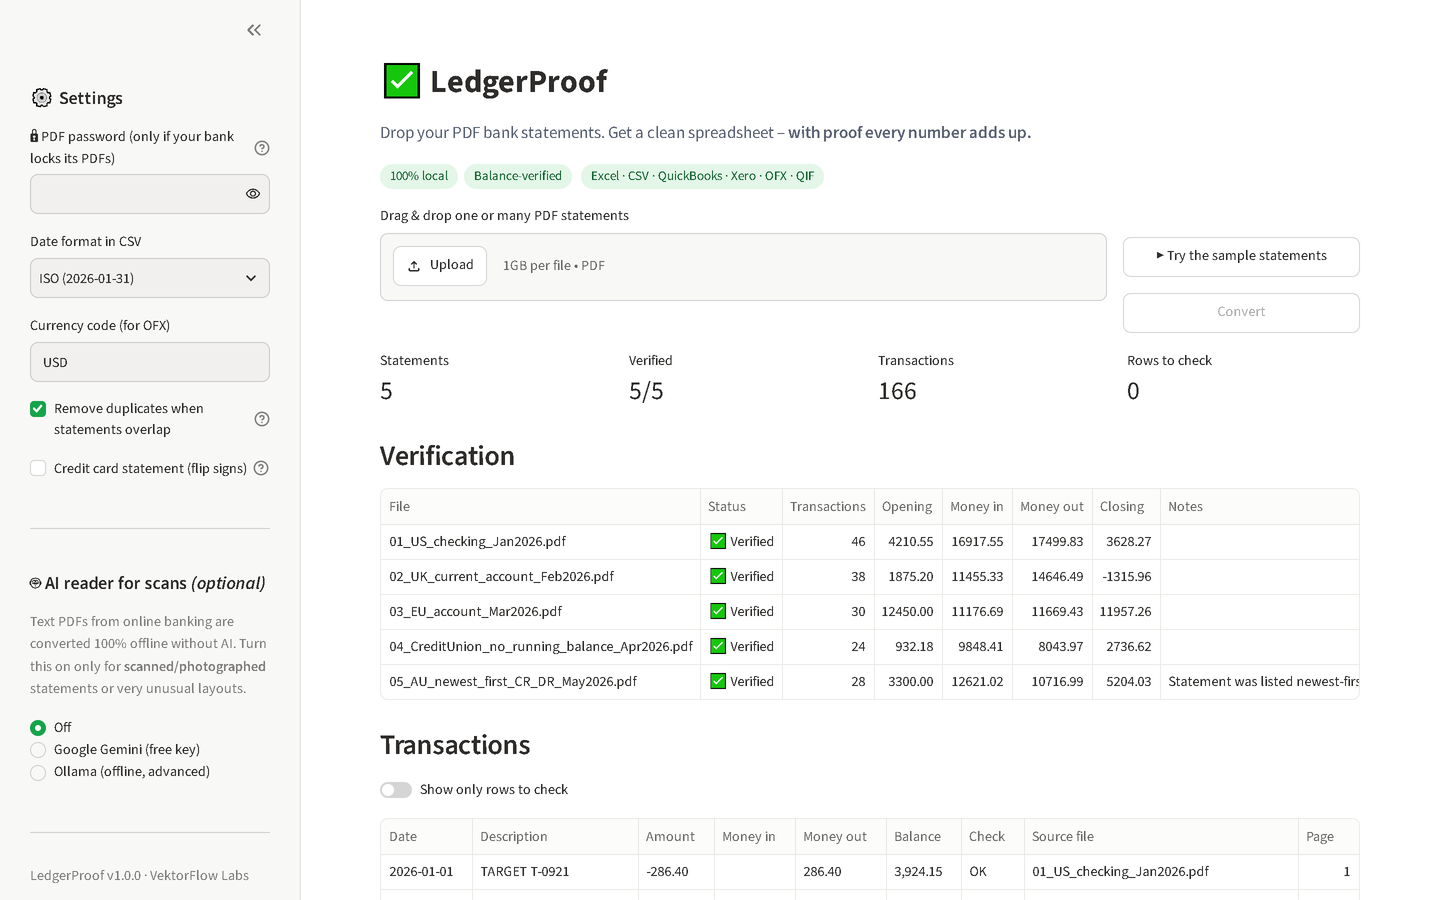 Settings
PDF password (only if your bank
locks its PDFs)
Date format in CSV
ISO (2026-01-31)
Currency code (for OFX)
USD
Remove duplicates when
statements overlap
Credit card statement (flip signs)
AI reader for scans (optional)
Text PDFs from online banking are
converted 100% offline without AI. Turn
this on only for scanned/photographed
statements or very unusual layouts.
Off
Google Gemini (free key)
Ollama (offline, advanced)
LedgerProof v1.0.0 · VektorFlow Labs
LedgerProof
Drop your PDF bank statements. Get a clean spreadsheet – with proof every number adds up.
100% local Balance-verified Excel · CSV · QuickBooks · Xero · OFX · QIF
Drag & drop one or many PDF statements
Upload 1GB per file • PDF
▸ Try the sample statements
Convert
Statements Verified Transactions Rows to check
5 5/5 166 0
Verification
File Status Transactions Opening Money in Money out Closing Notes
01_US_checking_Jan2026.pdf Verified 46 4210.55 16917.55 17499.83 3628.27
02_UK_current_account_Feb2026.pdf Verified 38 1875.20 11455.33 14646.49 -1315.96
03_EU_account_Mar2026.pdf Verified 30 12450.00 11176.69 11669.43 11957.26
04_CreditUnion_no_running_balance_Apr2026.pdf Verified 24 932.18 9848.41 8043.97 2736.62
05_AU_newest_first_CR_DR_May2026.pdf Verified 28 3300.00 12621.02 10716.99 5204.03 Statement was listed newest-firs
Transactions
Show only rows to check
Date Description Amount Money in Money out Balance Check Source file Page
2026-01-01 TARGET T-0921 -286.40 286.40 3,924.15 OK 01_US_checking_Jan2026.pdf 1